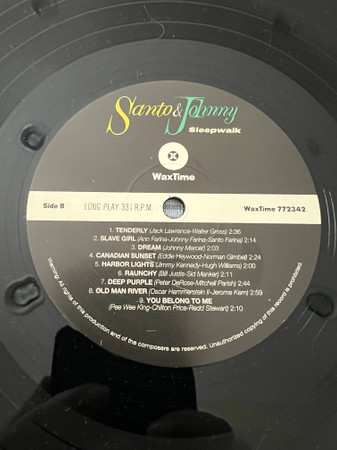 Santo & Johnny
Sleepwalk
WaxTime
Side B LONG PLAY 33 1/3 R.P.M. WaxTime 772342
1. TENDERLY (Jack Lawrence-Walter Gross) 2:36
2. SLAVE GIRL (Ann Farina-Johnny Farina-Santo Farina) 2:14
3. DREAM (Johnny Mercer) 2:03
4. CANADIAN SUNSET (Eddie Heywood-Norman Gimbel) 2:24
5. HARBOR LIGHTS (Jimmy Kennedy-Hugh Williams) 2:00
6. RAUNCHY (Bill Justis-Sid Manker) 2:11
7. DEEP PURPLE (Peter DeRose-Mitchell Parish) 2:44
8. OLD MAN RIVER (Oscar Hammerstein II-Jerome Kern) 2:59
9. YOU BELONG TO ME
(Pee Wee King-Chilton Price-Redd Stewart) 2:10
All rights of this production and of the composers are reserved. Unauthorized copying of this record is prohibited.